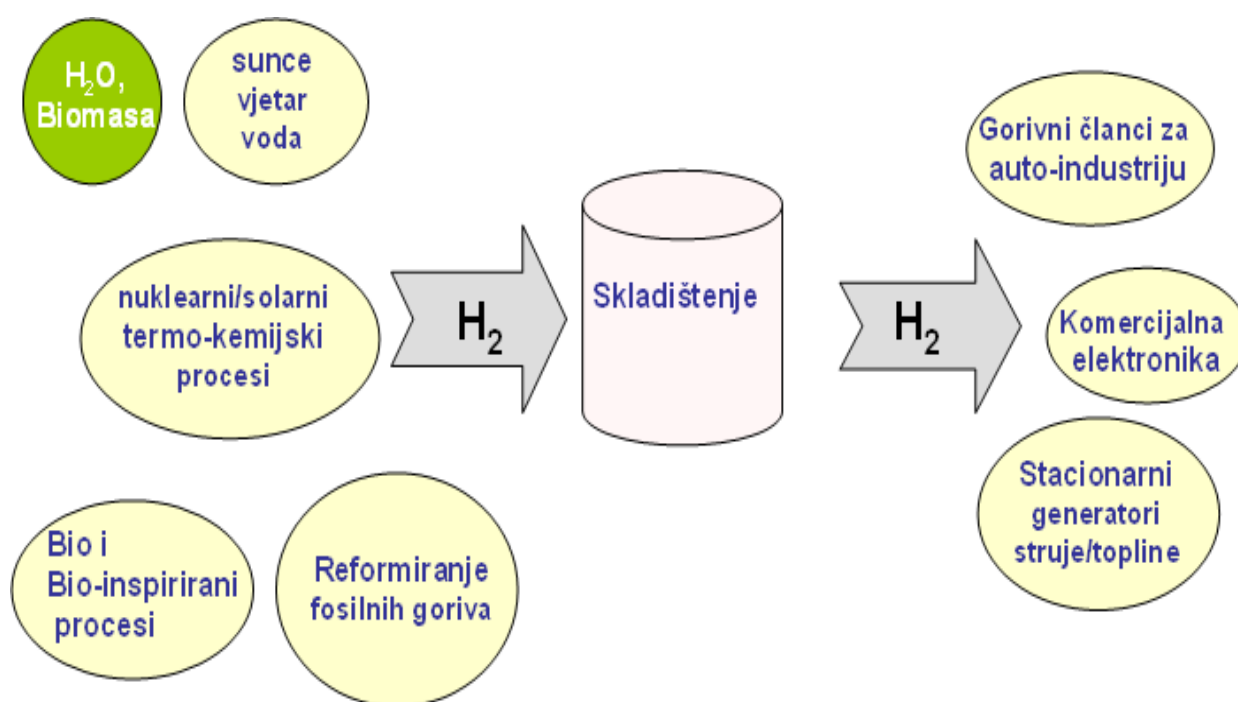 H₂O,
Biomasa
sunce
vjetar
voda
nuklearni/solarni
termo-kemijski
procesi
Bio i
Bio-inspirirani
procesi
Reformiranje
fosilnih goriva
H₂
Skladištenje
H₂
Gorivni članci za
auto-industriju
Komercijalna
elektronika
Stacionarni
generatori
struje/topline